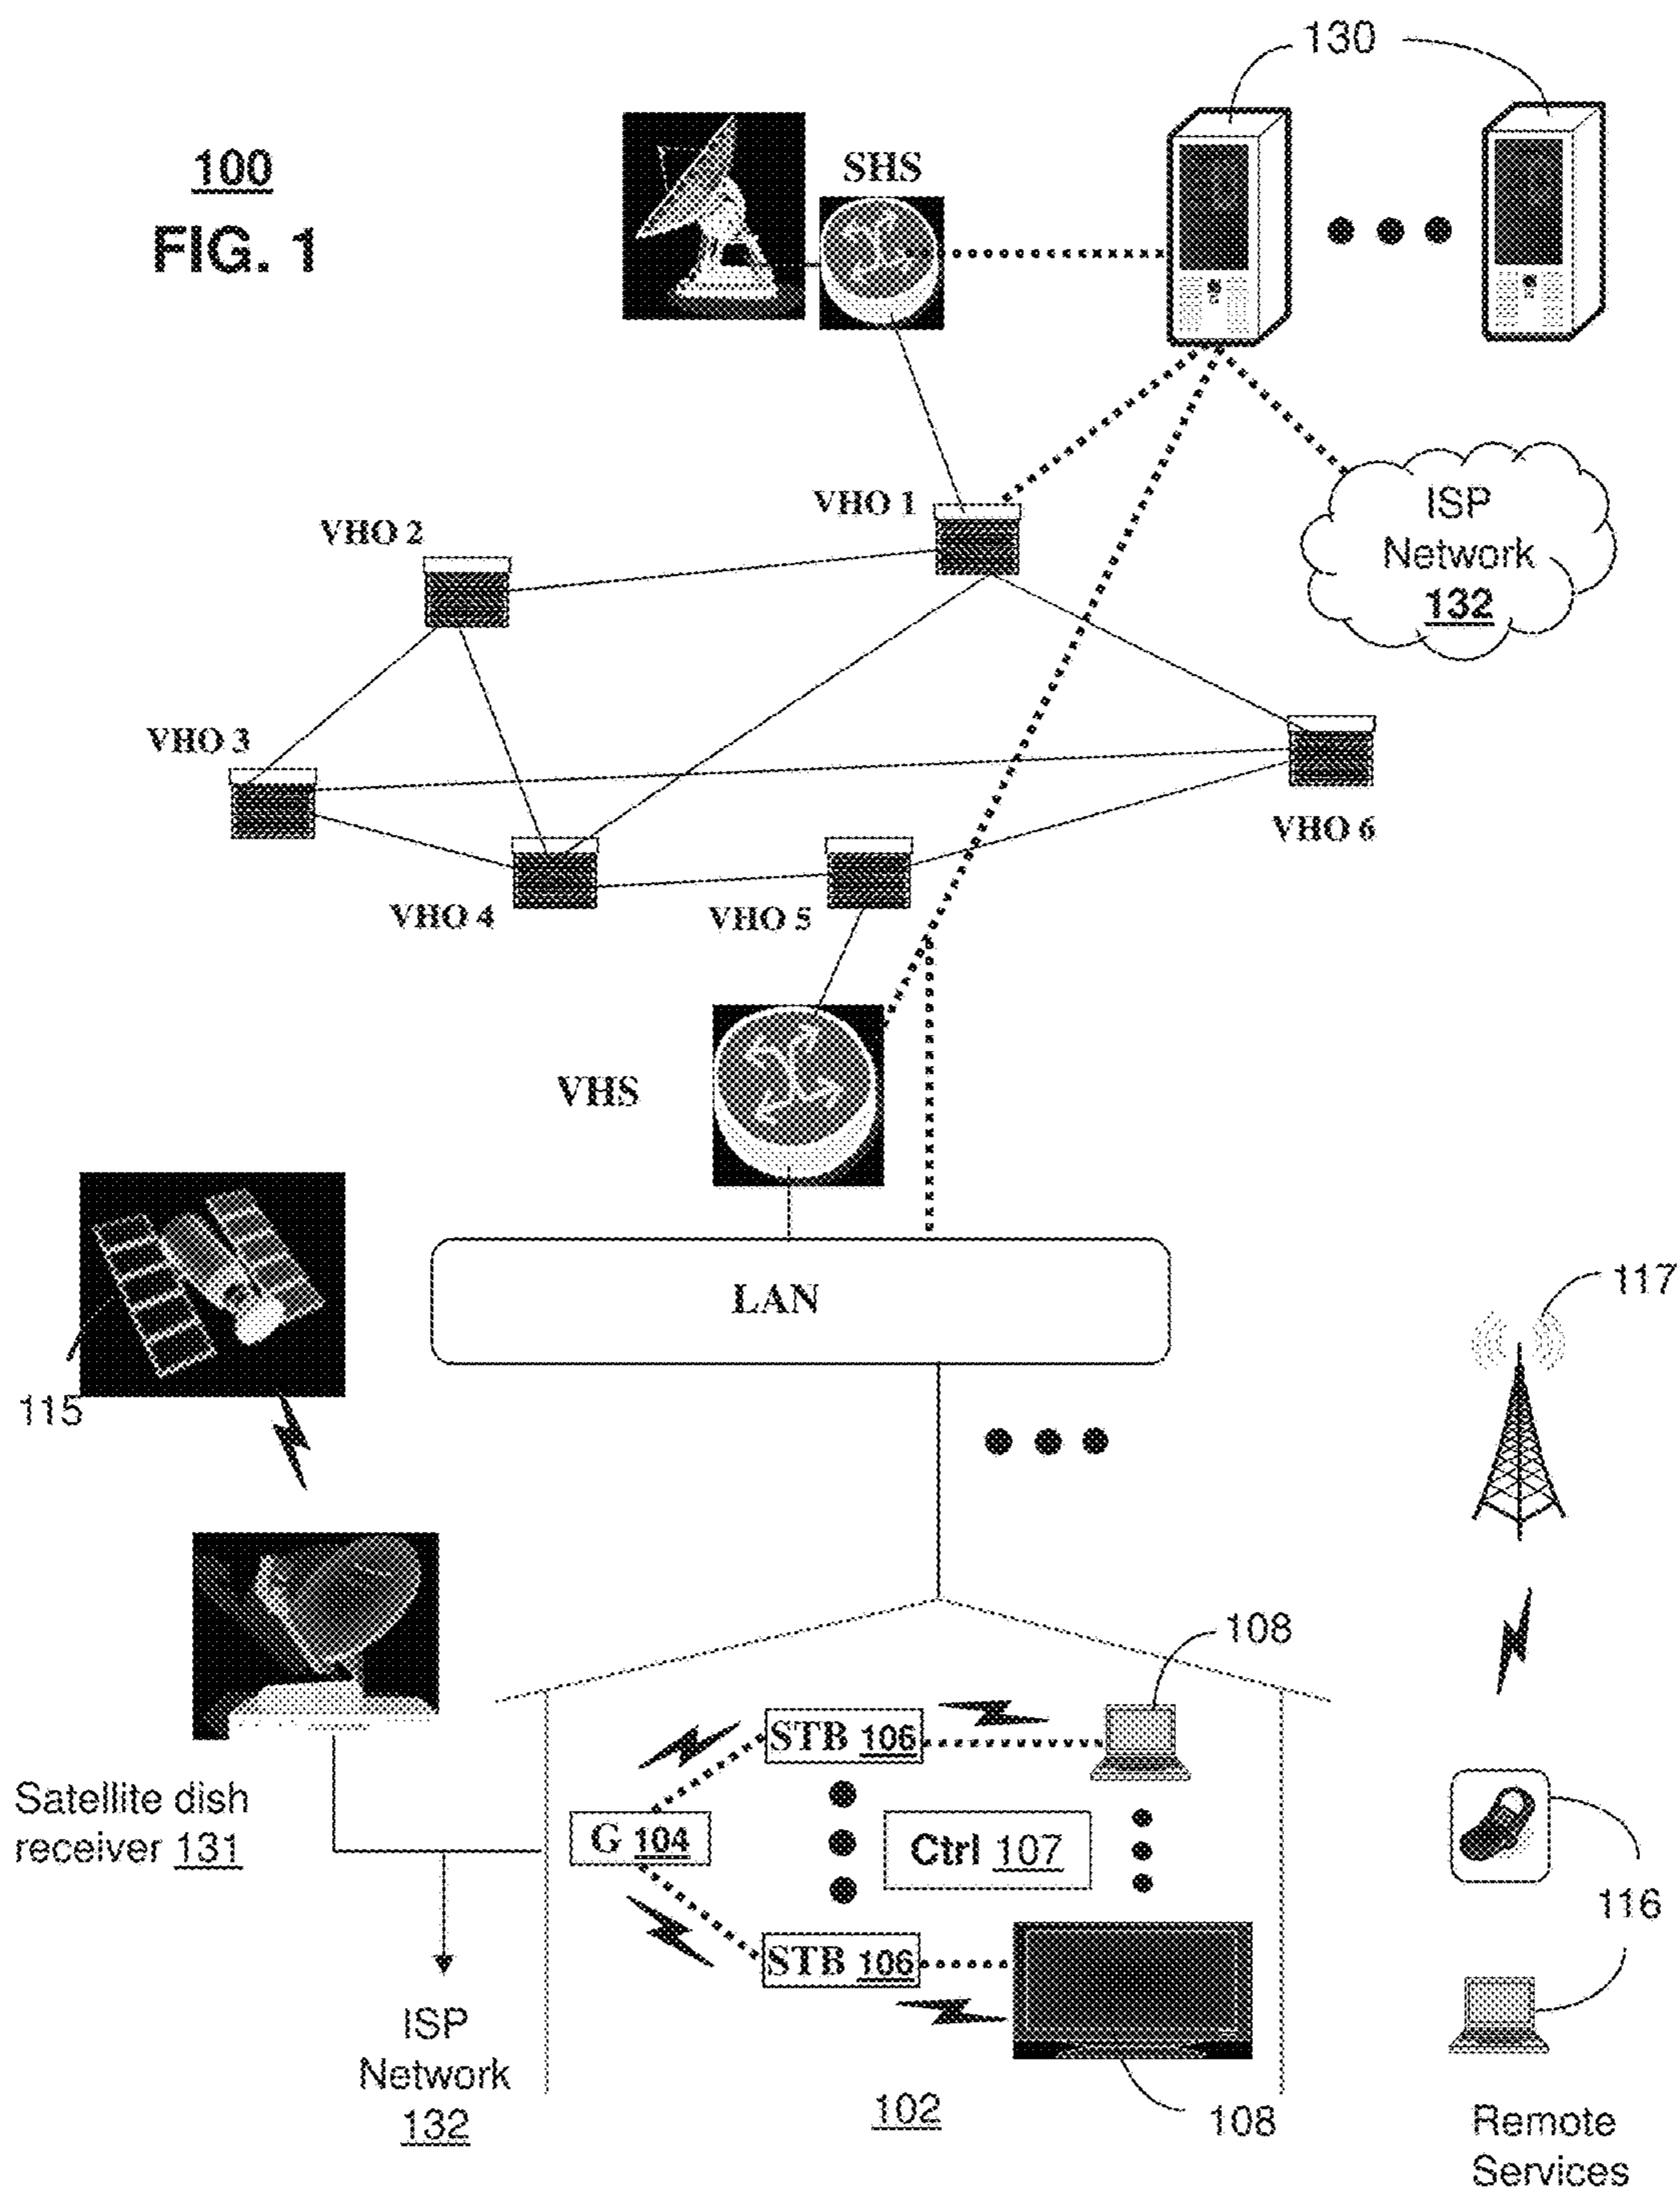 130
100
FIG. 1
SHS
ISP
Network
132
VHO 1
VHO 2
VHO 3
VHO 6
VHO 4
VHO 5
VHS
LAN
117
115
108
STB 106
Satellite dish
receiver 131
G 104
Ctrl 107
116
STB 106
ISP
Network
132
102
108
Remote
Services